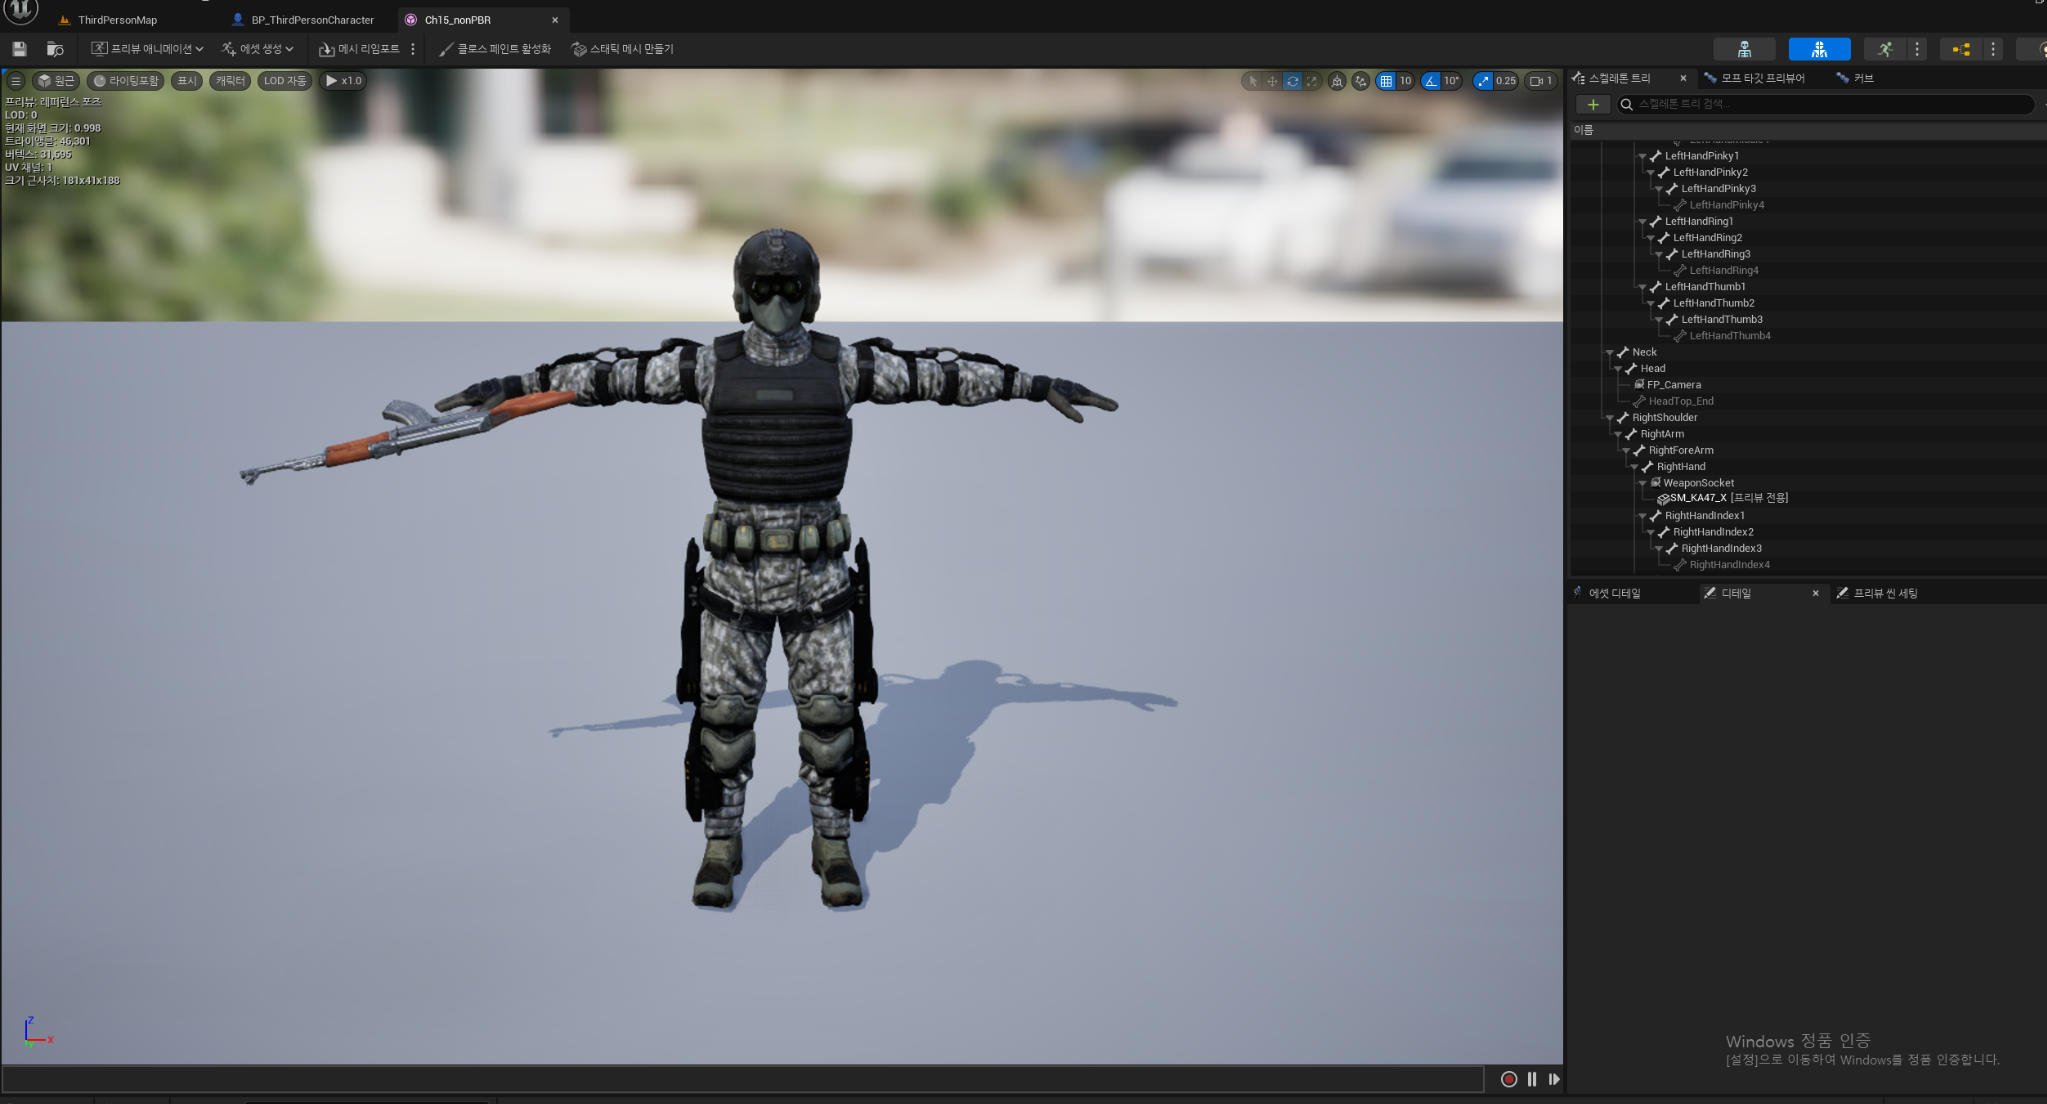 ThirdPersonMap
BP_ThirdPersonCharacter
Ch15_nonPBR
프리뷰 애니메이션
에셋 생성
메시 리임포트
클로스 페인트 활성화
스태틱 메시 만들기
원근
라이팅포함
표시
캐릭터
LOD 자동
x1.0
10
10°
0.25
1
프리뷰: 레퍼런스 포즈
LOD: 0
현재 화면 크기: 0.998
트라이앵글: 46,301
버텍스: 31,695
UV 채널: 1
크기 근사치: 181x41x188
Z
X
스켈레톤 트리
모프 타깃 프리뷰어
커브
스켈레톤 트리 검색...
이름
LeftHandPinky1
LeftHandPinky2
LeftHandPinky3
LeftHandPinky4
LeftHandRing1
LeftHandRing2
LeftHandRing3
LeftHandRing4
LeftHandThumb1
LeftHandThumb2
LeftHandThumb3
LeftHandThumb4
Neck
Head
FP_Camera
HeadTop_End
RightShoulder
RightArm
RightForeArm
RightHand
WeaponSocket
SM_KA47_X [프리뷰 전용]
RightHandIndex1
RightHandIndex2
RightHandIndex3
RightHandIndex4
에셋 디테일
디테일
프리뷰 씬 세팅
Windows 정품 인증
[설정]으로 이동하여 Windows를 정품 인증합니다.